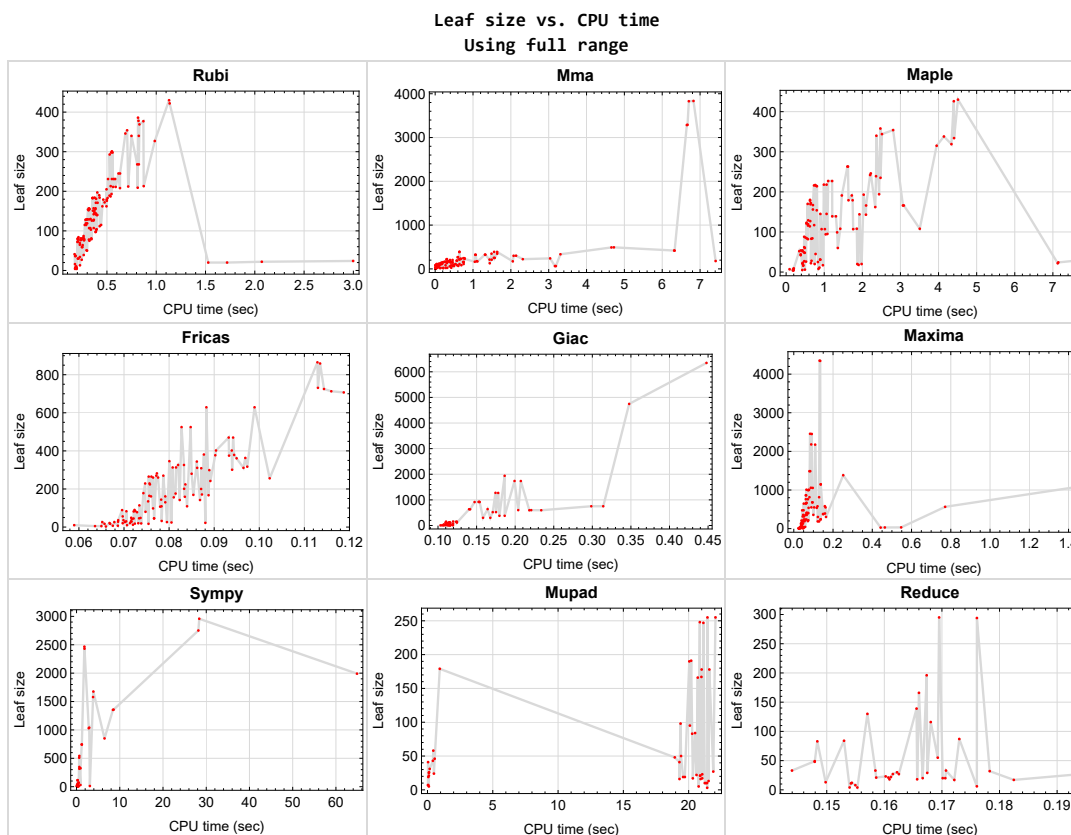 Leaf size vs. CPU time
Using full range
Rubi
Leaf size
400
300
200
100
0
0.5 1.0 1.5 2.0 2.5 3.0
CPU time (sec)
Mma
Leaf size
4000
3000
2000
1000
0
0 1 2 3 4 5 6 7
CPU time (sec)
Maple
Leaf size
400
300
200
100
0
0 1 2 3 4 5 6 7
CPU time (sec)
Fricas
Leaf size
800
600
400
200
0
0.06 0.07 0.08 0.09 0.10 0.11 0.12
CPU time (sec)
Giac
Leaf size
6000
5000
4000
3000
2000
1000
0
0.10 0.15 0.20 0.25 0.30 0.35 0.40 0.45
CPU time (sec)
Maxima
Leaf size
4000
3000
2000
1000
0
0.0 0.2 0.4 0.6 0.8 1.0 1.2 1.4
CPU time (sec)
Sympy
Leaf size
3000
2500
2000
1500
1000
500
0
0 10 20 30 40 50 60
CPU time (sec)
Mupad
Leaf size
250
200
150
100
50
0
0 5 10 15 20
CPU time (sec)
Reduce
Leaf size
300
250
200
150
100
50
0
0.15 0.16 0.17 0.18 0.19
CPU time (sec)